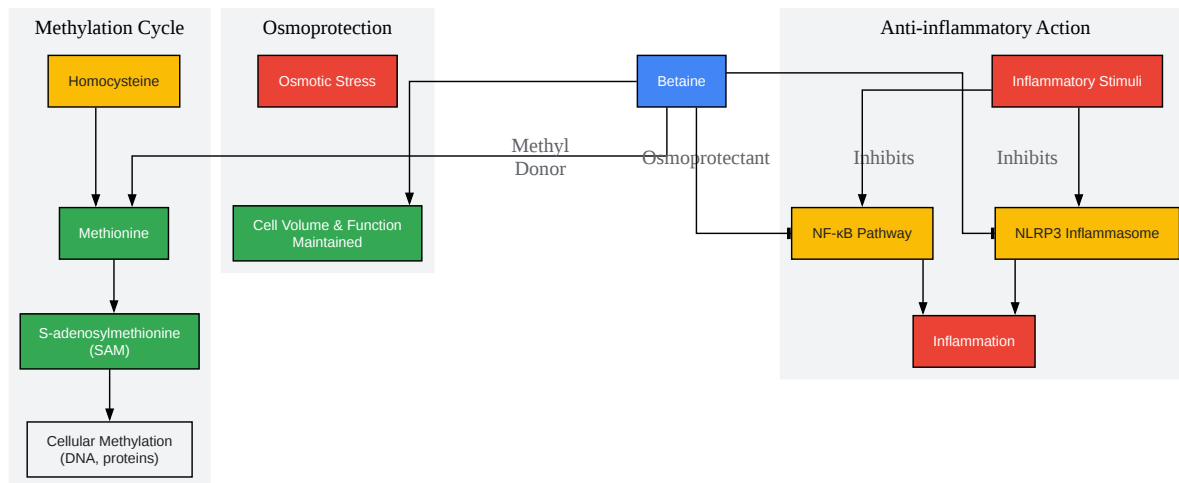 Methylation Cycle
Osmoprotection
Anti-inflammatory Action
Homocysteine
Osmotic Stress
Betaine
Inflammatory Stimuli
Methyl
Donor
Osmoprotectant
Inhibits
Inhibits
Methionine
Cell Volume & Function
Maintained
NF-κB Pathway
NLRP3 Inflammasome
S-adenosylmethionine
(SAM)
Inflammation
Cellular Methylation
(DNA, proteins)